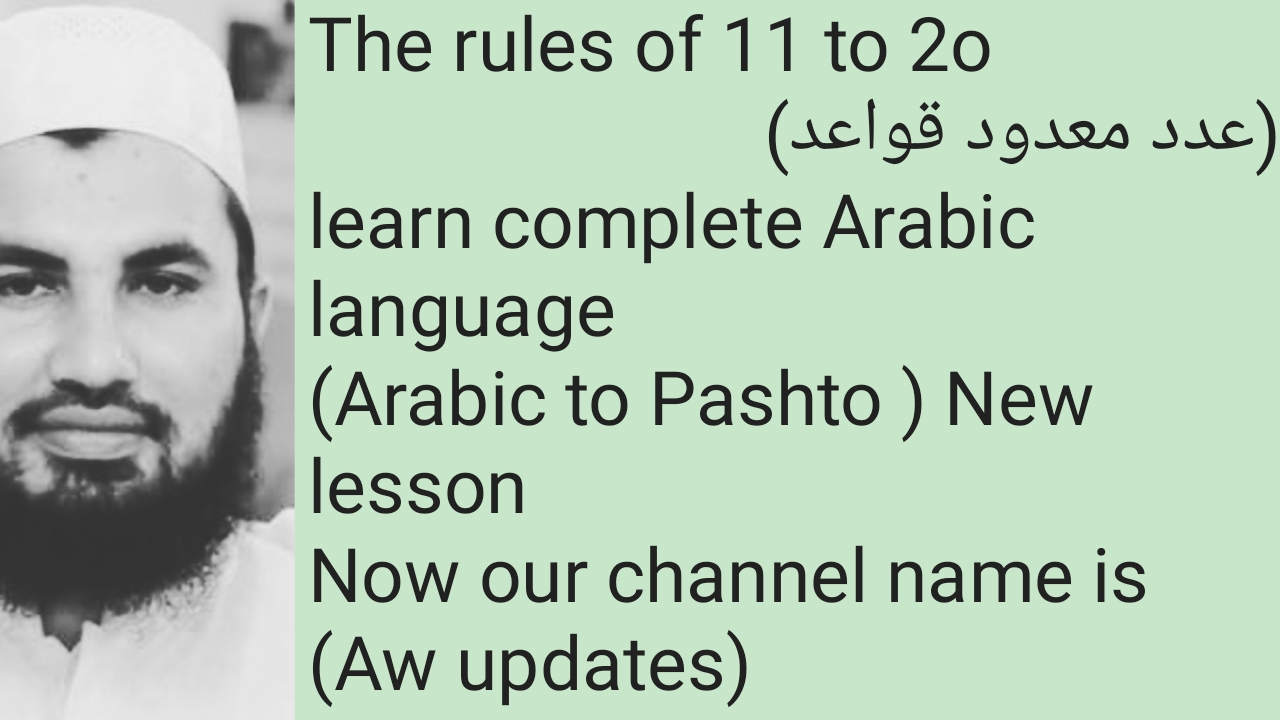 The rules of 11 to 2o
(عدد معدود قواعد)
learn complete Arabic
language
(Arabic to Pashto ) New
lesson
Now our channel name is
(Aw updates)